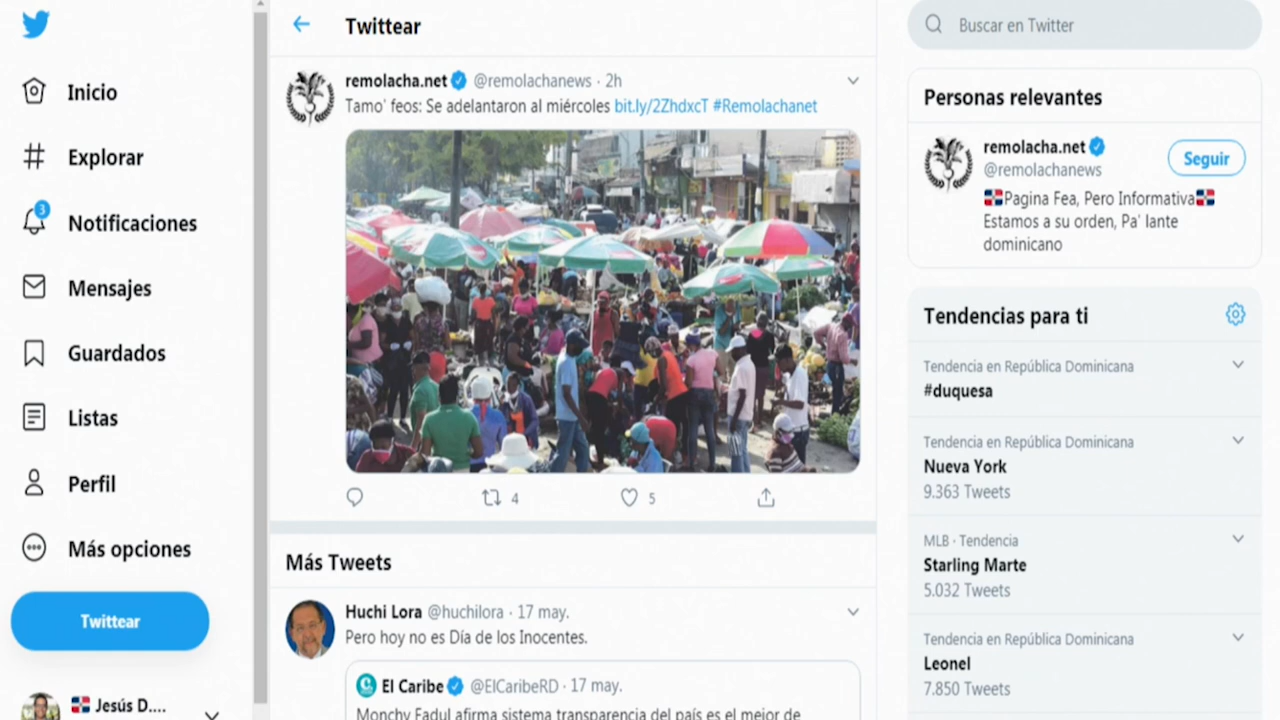 Inicio
Explorar
3
Notificaciones
Mensajes
Guardados
Listas
Perfil
Más opciones
Twittear
Jesús D....
Twittear
remolacha.net @remolachanews · 2h
Tamo' feos: Se adelantaron al miércoles bit.ly/2ZhdxcT #Remolachanet
4
5
Más Tweets
Huchi Lora @huchilora · 17 may.
Pero hoy no es Día de los Inocentes.
El Caribe @ElCaribeRD · 17 may.
Monchy Fadul afirma sistema transparencia del país es el mejor de
Buscar en Twitter
Personas relevantes
remolacha.net
@remolachanews
Seguir
Pagina Fea, Pero Informativa
Estamos a su orden, Pa' lante
dominicano
Tendencias para ti
Tendencia en República Dominicana
#duquesa
Tendencia en República Dominicana
Nueva York
9.363 Tweets
MLB · Tendencia
Starling Marte
5.032 Tweets
Tendencia en República Dominicana
Leonel
7.850 Tweets